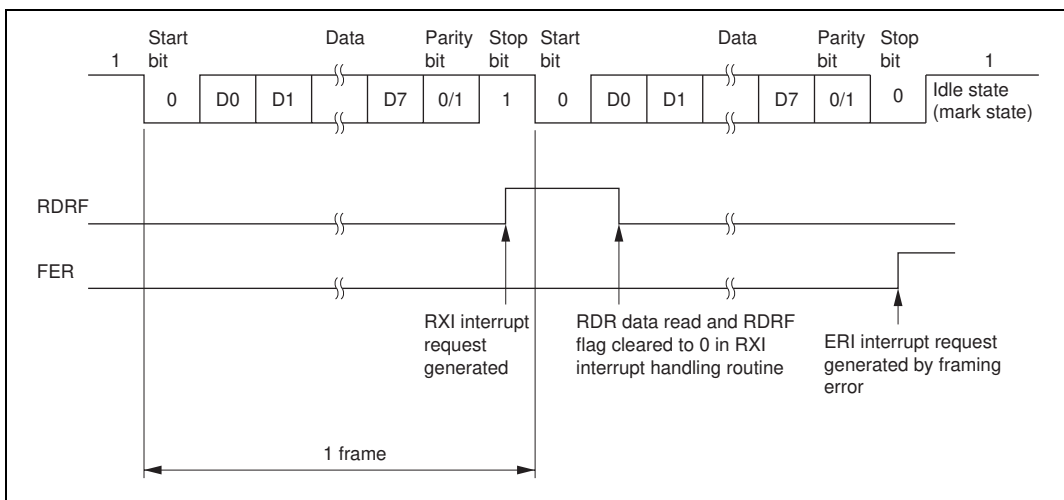 1
Start bit
Data
Parity bit
Stop bit
Start bit
Data
Parity bit
Stop bit
1
0 D0 D1 D7 0/1 1 0 D0 D1 D7 0/1 0
Idle state
(mark state)
RDRF
FER
RXI interrupt
request
generated
RDR data read and RDRF
flag cleared to 0 in RXI
interrupt handling routine
ERI interrupt request
generated by framing
error
1 frame